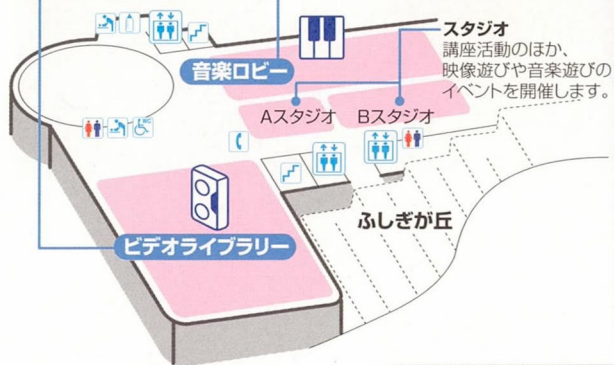 スタジオ
講座活動のほか、
映像遊びや音楽遊びの
イベントを開催します。
音楽ロビー
Aスタジオ
Bスタジオ
WC
ふしぎが丘
ビデオライブラリー